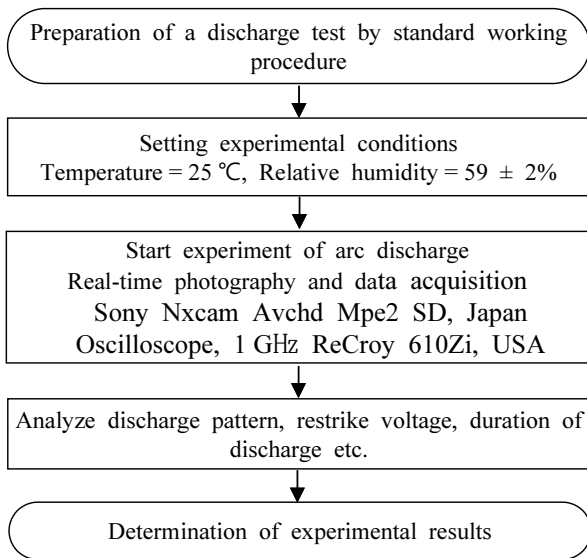 Preparation of a discharge test by standard working
procedure
Setting experimental conditions
Temperature = 25 ℃, Relative humidity = 59 ± 2%
Start experiment of arc discharge
Real-time photography and data acquisition
Sony Nxcam Avchd Mpe2 SD, Japan
Oscilloscope, 1 GHz ReCroy 610Zi, USA
Analyze discharge pattern, restrike voltage, duration of
discharge etc.
Determination of experimental results